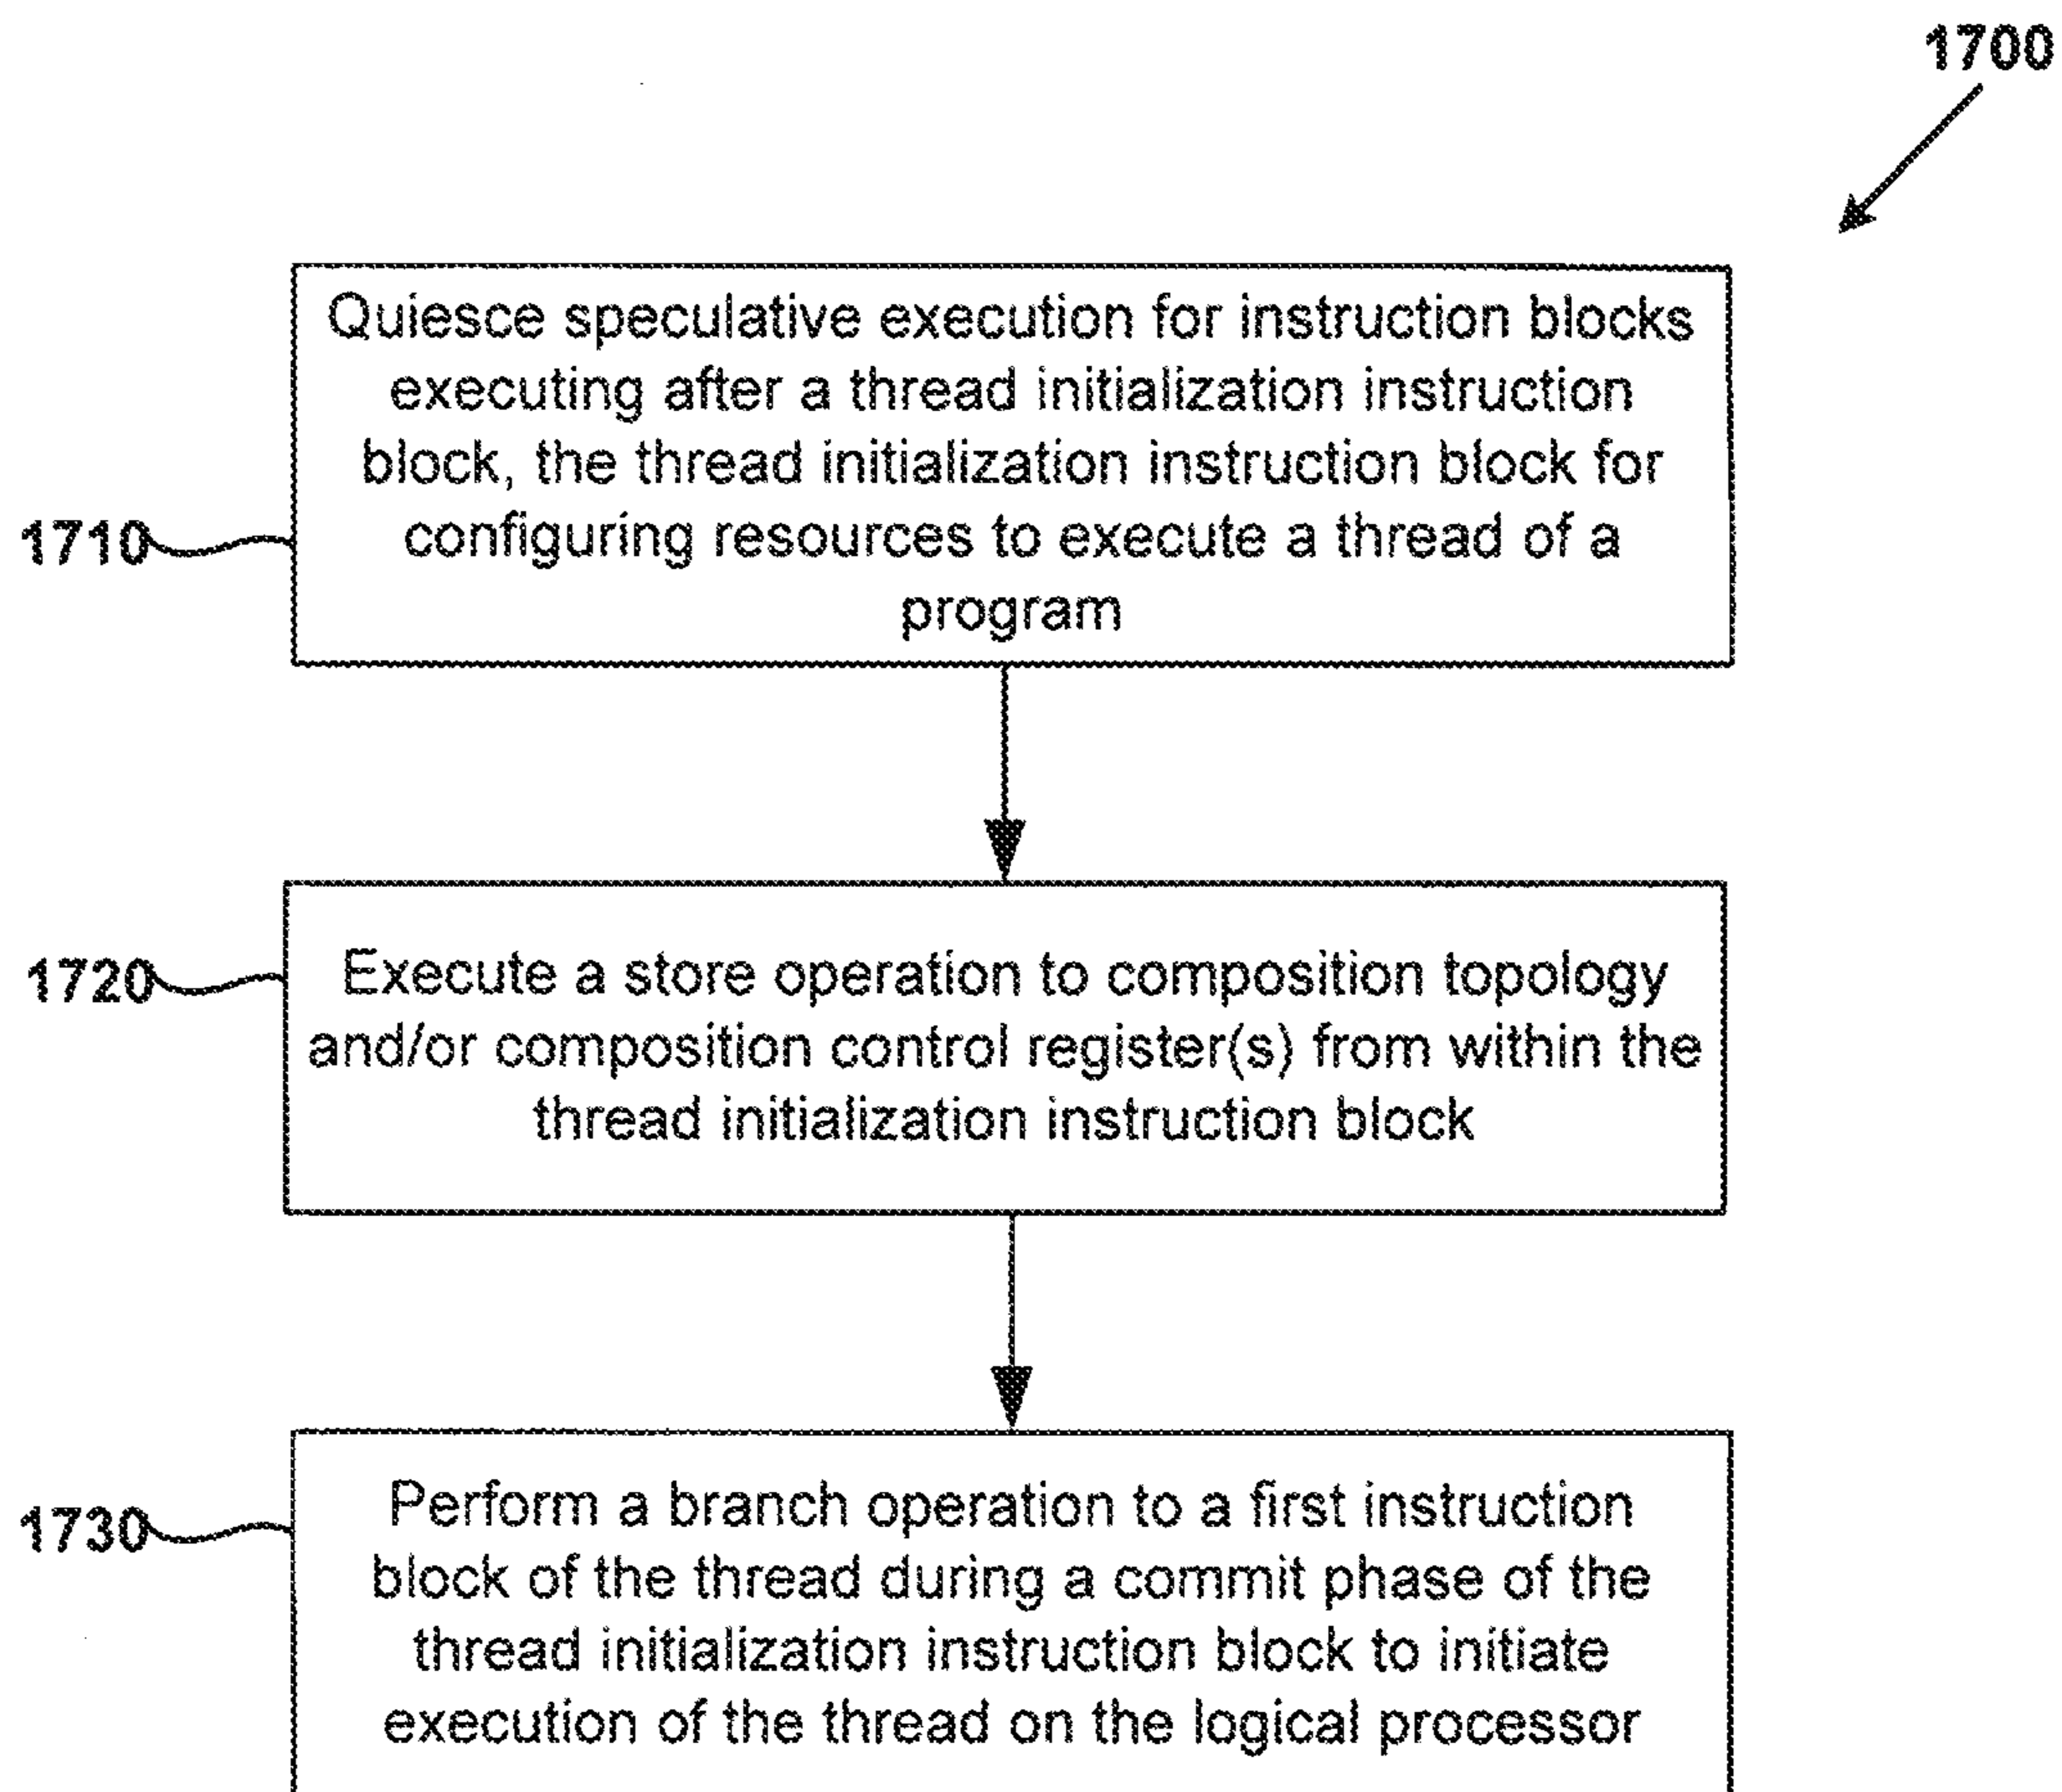 1700
Quiesce speculative execution for instruction blocks
executing after a thread initialization instruction
block, the thread initialization instruction block for
configuring resources to execute a thread of a
program
1710
Execute a store operation to composition topology
and/or composition control register(s) from within the
thread initialization instruction block
1720
Perform a branch operation to a first instruction
block of the thread during a commit phase of the
thread initialization instruction block to initiate
execution of the thread on the logical processor
1730